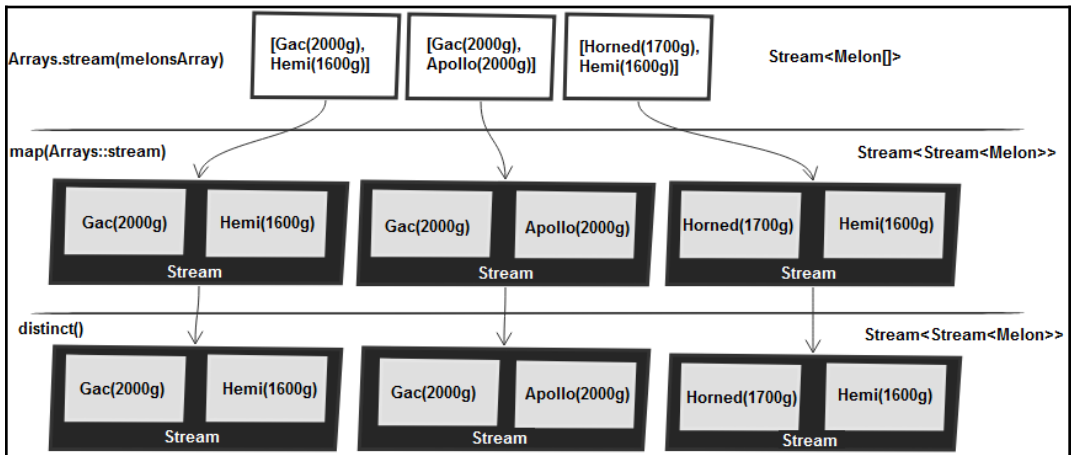 Arrays.stream(melonsArray)
[Gac(2000g),
Hemi(1600g)]
[Gac(2000g),
Apollo(2000g)]
[Horned(1700g),
Hemi(1600g)]
Stream<Melon[]>
map(Arrays::stream)
Stream<Stream<Melon>>
Gac(2000g)
Hemi(1600g)
Stream
Gac(2000g)
Apollo(2000g)
Stream
Horned(1700g)
Hemi(1600g)
Stream
distinct()
Stream<Stream<Melon>>
Gac(2000g)
Hemi(1600g)
Stream
Gac(2000g)
Apollo(2000g)
Stream
Horned(1700g)
Hemi(1600g)
Stream